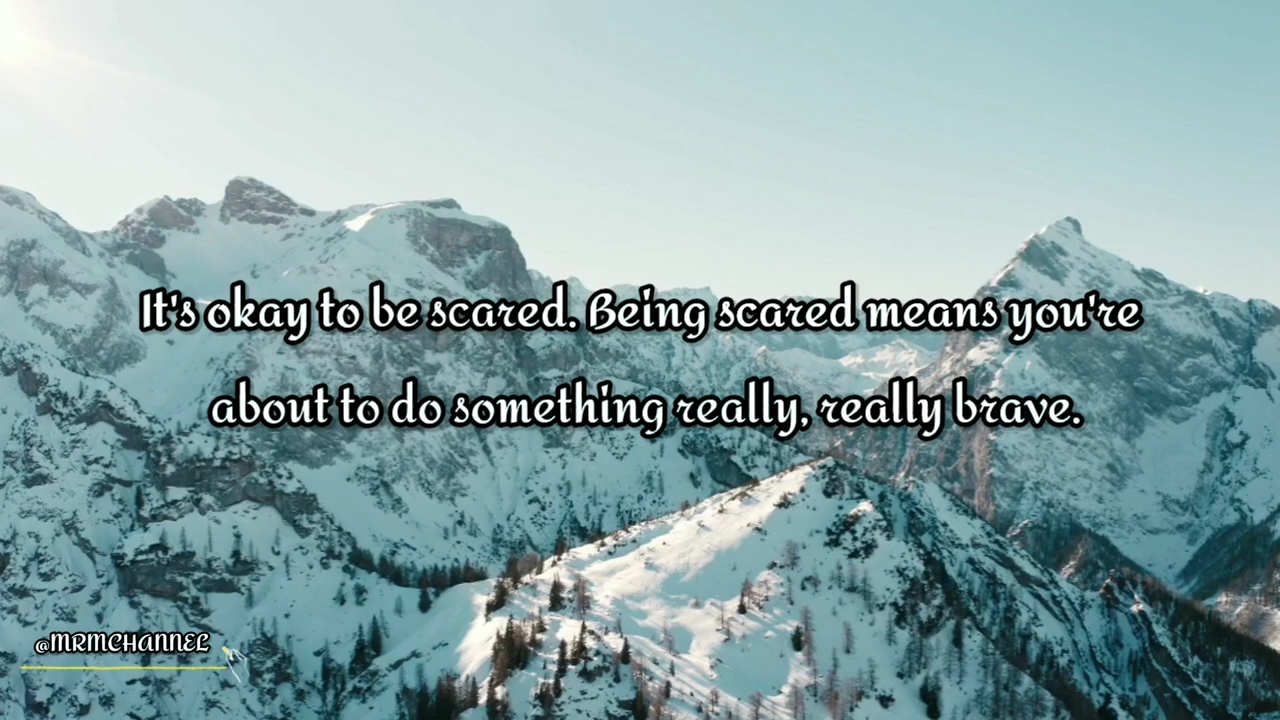 It's okay to be scared. Being scared means you're
about to do something really, really brave.
@MRMCHANNEL